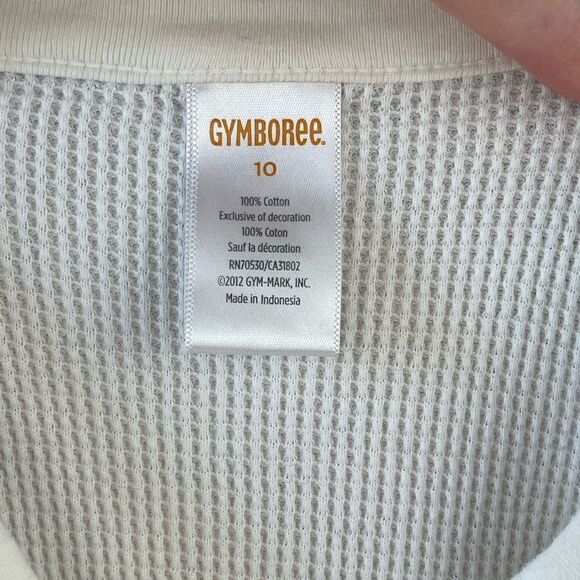 GYMBOREE
10
100% Cotton
Exclusive of decoration
100% Coton
Sauf la décoration
RN70530/CA31802
©2012 GYM-MARK, INC.
Made in Indonesia